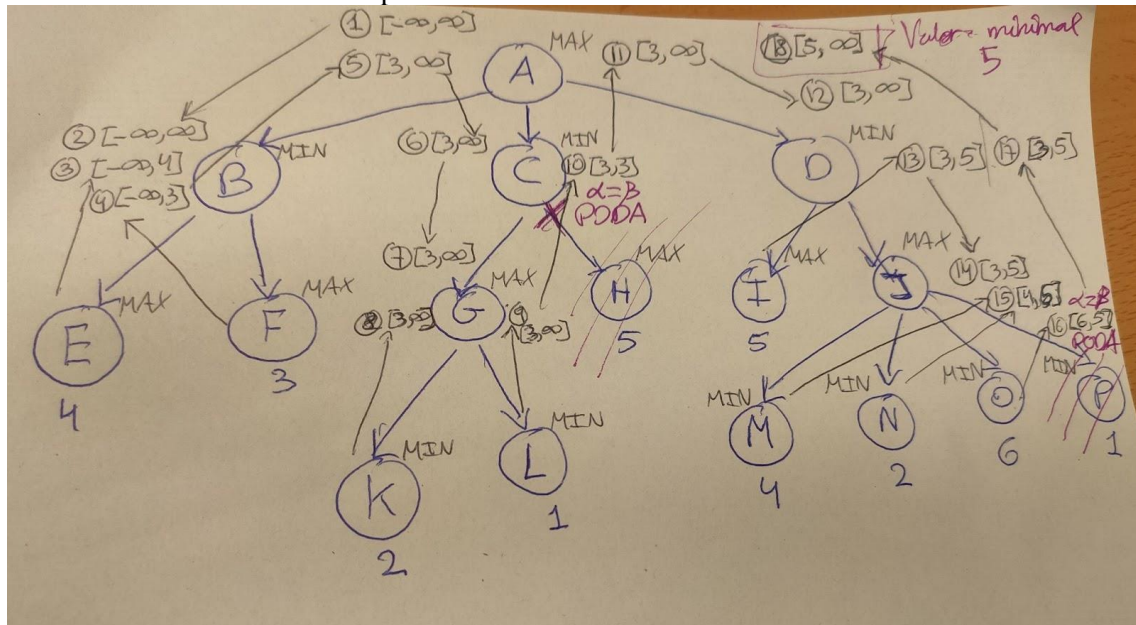 ① [-∞,∞]
⑤ [3,∞]
A
MAX
⑪ [3,∞]
⑱ [5,∞]
Valor minimal
5
⑫ [3,∞]
② [-∞,∞]
③ [-∞,4]
④ [-∞,3]
B
MIN
⑥ [3,∞]
C
MIN
⑩ [3,3]
α=β
PODA
D
MIN
⑬ [3,5]
⑰ [3,5]
⑦ [3,∞]
E
MAX
4
F
MAX
3
⑧ [3,∞]
G
MAX
⑨ [3,∞]
H
MAX
5
I
MAX
5
J
MAX
⑭ [3,5]
⑮ [4,5]
⑯ [6,5]
α=β
PODA
K
MIN
2
L
MIN
1
M
MIN
4
N
MIN
2
O
MIN
6
P
MIN
1